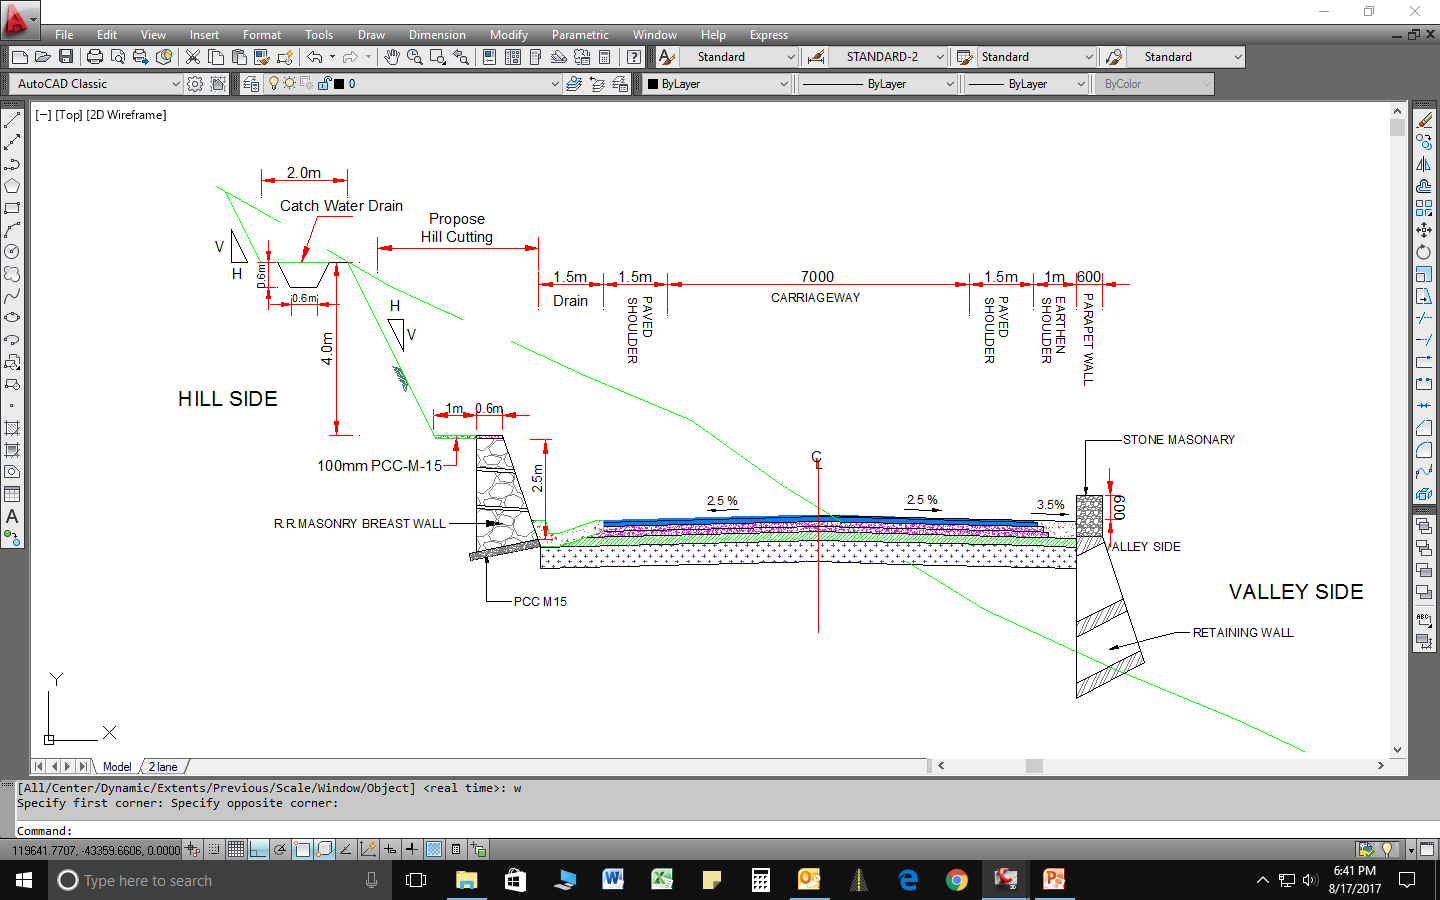 File Edit View Insert Format Tools Draw Dimension Modify Parametric Window Help Express
Standard STANDARD-2 Standard Standard
AutoCAD Classic 0 ByLayer ByLayer ByLayer ByColor
[−] [Top] [2D Wireframe]
2.0m
Catch Water Drain
Propose
Hill Cutting
V
H
0.6m
0.6m
H
V
4.0m
1.5m 1.5m 7000 1.5m 1m 600
Drain
PAVED
SHOULDER
CARRIAGEWAY
PAVED
SHOULDER
EARTHEN
SHOULDER
PARAPET WALL
HILL SIDE
1m 0.6m
100mm PCC-M-15
2.5m
R.R.MASONRY BREAST WALL
PCC M15
CL
2.5 %
2.5 %
3.5%
STONE MASONARY
600
VALLEY SIDE
VALLEY SIDE
RETAINING WALL
Y
X
Model 2 lane
[All/Center/Dynamic/Extents/Previous/Scale/Window/Object] <real time>: w
Specify first corner: Specify opposite corner:
Command:
119641.7707, -43359.6606, 0.0000
Type here to search
6:41 PM
8/17/2017